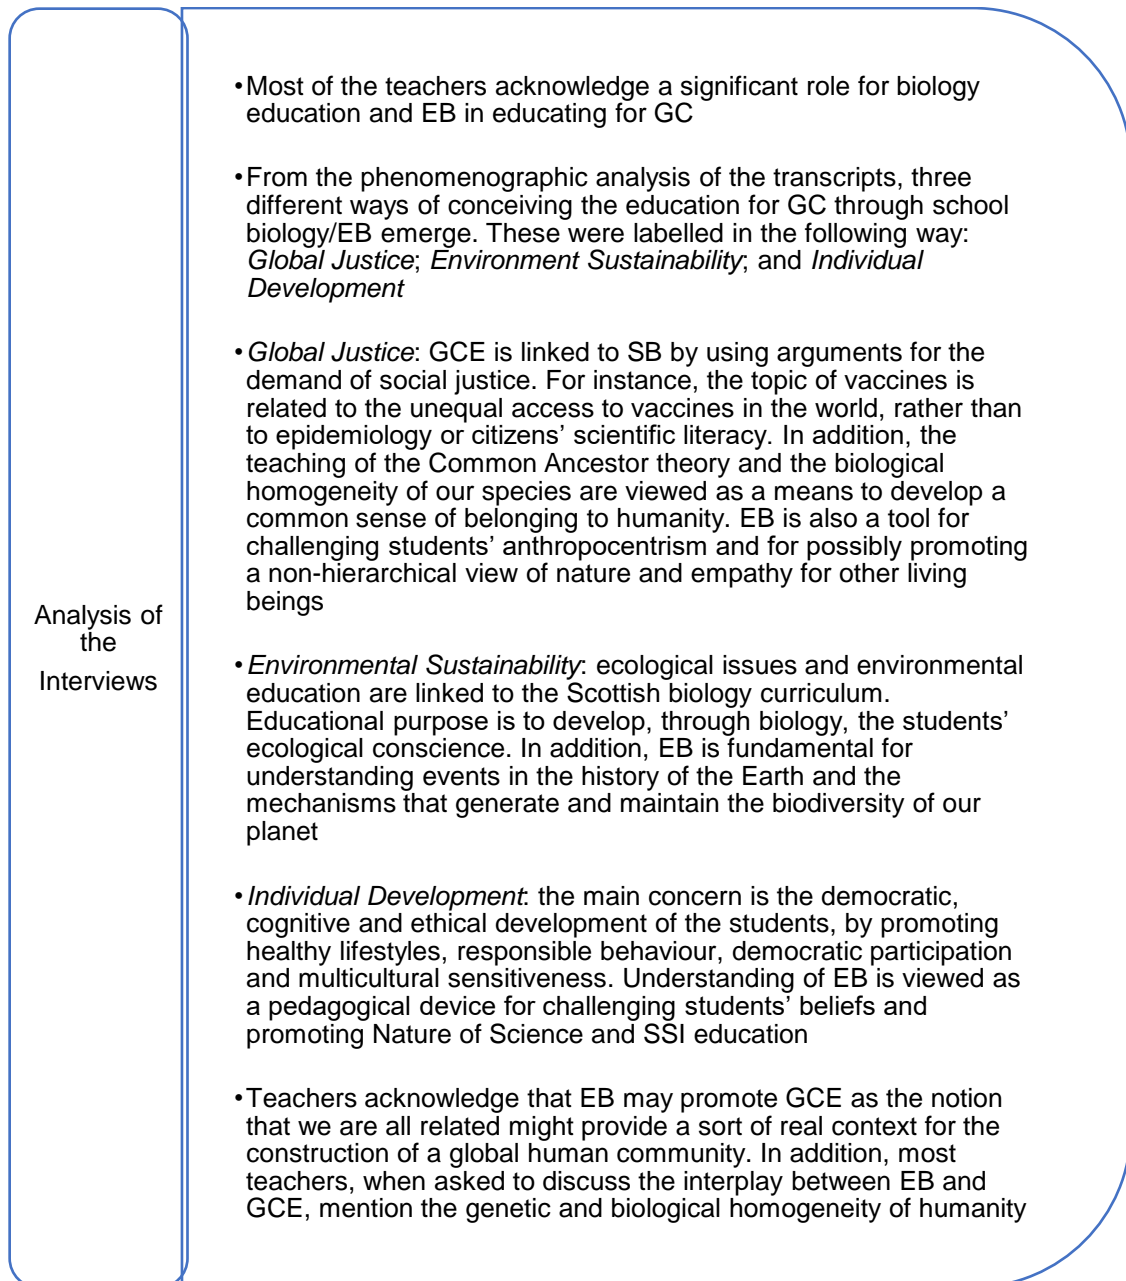 Analysis of
the
Interviews
•Most of the teachers acknowledge a significant role for biology
education and EB in educating for GC
•From the phenomenographic analysis of the transcripts, three
different ways of conceiving the education for GC through school
biology/EB emerge. These were labelled in the following way:
Global Justice; Environment Sustainability; and Individual
Development
•Global Justice: GCE is linked to SB by using arguments for the
demand of social justice. For instance, the topic of vaccines is
related to the unequal access to vaccines in the world, rather than
to epidemiology or citizens’ scientific literacy. In addition, the
teaching of the Common Ancestor theory and the biological
homogeneity of our species are viewed as a means to develop a
common sense of belonging to humanity. EB is also a tool for
challenging students’ anthropocentrism and for possibly promoting
a non-hierarchical view of nature and empathy for other living
beings
•Environmental Sustainability: ecological issues and environmental
education are linked to the Scottish biology curriculum.
Educational purpose is to develop, through biology, the students’
ecological conscience. In addition, EB is fundamental for
understanding events in the history of the Earth and the
mechanisms that generate and maintain the biodiversity of our
planet
•Individual Development: the main concern is the democratic,
cognitive and ethical development of the students, by promoting
healthy lifestyles, responsible behaviour, democratic participation
and multicultural sensitiveness. Understanding of EB is viewed as
a pedagogical device for challenging students’ beliefs and
promoting Nature of Science and SSI education
•Teachers acknowledge that EB may promote GCE as the notion
that we are all related might provide a sort of real context for the
construction of a global human community. In addition, most
teachers, when asked to discuss the interplay between EB and
GCE, mention the genetic and biological homogeneity of humanity